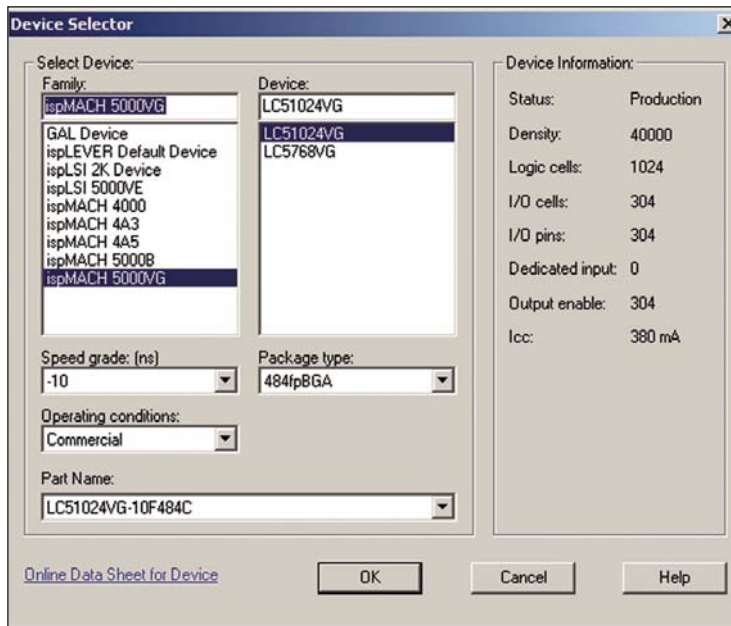 Device Selector
Select Device:
Family:
ispMACH 5000VG
GAL Device
ispLEVER Default Device
ispLSI 2K Device
ispLSI 5000VE
ispMACH 4000
ispMACH 4A3
ispMACH 4A5
ispMACH 5000B
ispMACH 5000VG
Device:
LC51024VG
LC51024VG
LC5768VG
Speed grade: (ns)
-10
Package type:
484fpBGA
Operating conditions:
Commercial
Part Name:
LC51024VG-10F484C
Device Information:
Status: Production
Density: 40000
Logic cells: 1024
I/O cells: 304
I/O pins: 304
Dedicated input: 0
Output enable: 304
Icc: 380 mA
Online Data Sheet for Device
OK
Cancel
Help